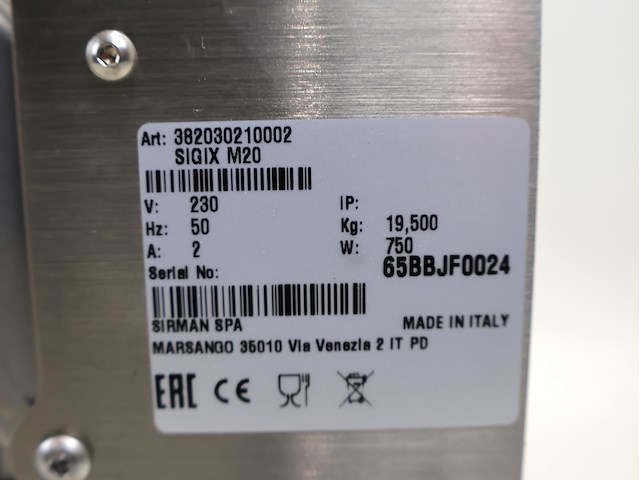 Art: 382030210002
SIGIX M20
V: 230 IP:
Hz: 50 Kg: 19,500
A: 2 W: 750
Serial No: 65BBJF0024
SIRMAN SPA MADE IN ITALY
MARSANGO 35010 Via Venezia 2 IT PD
EAC CE